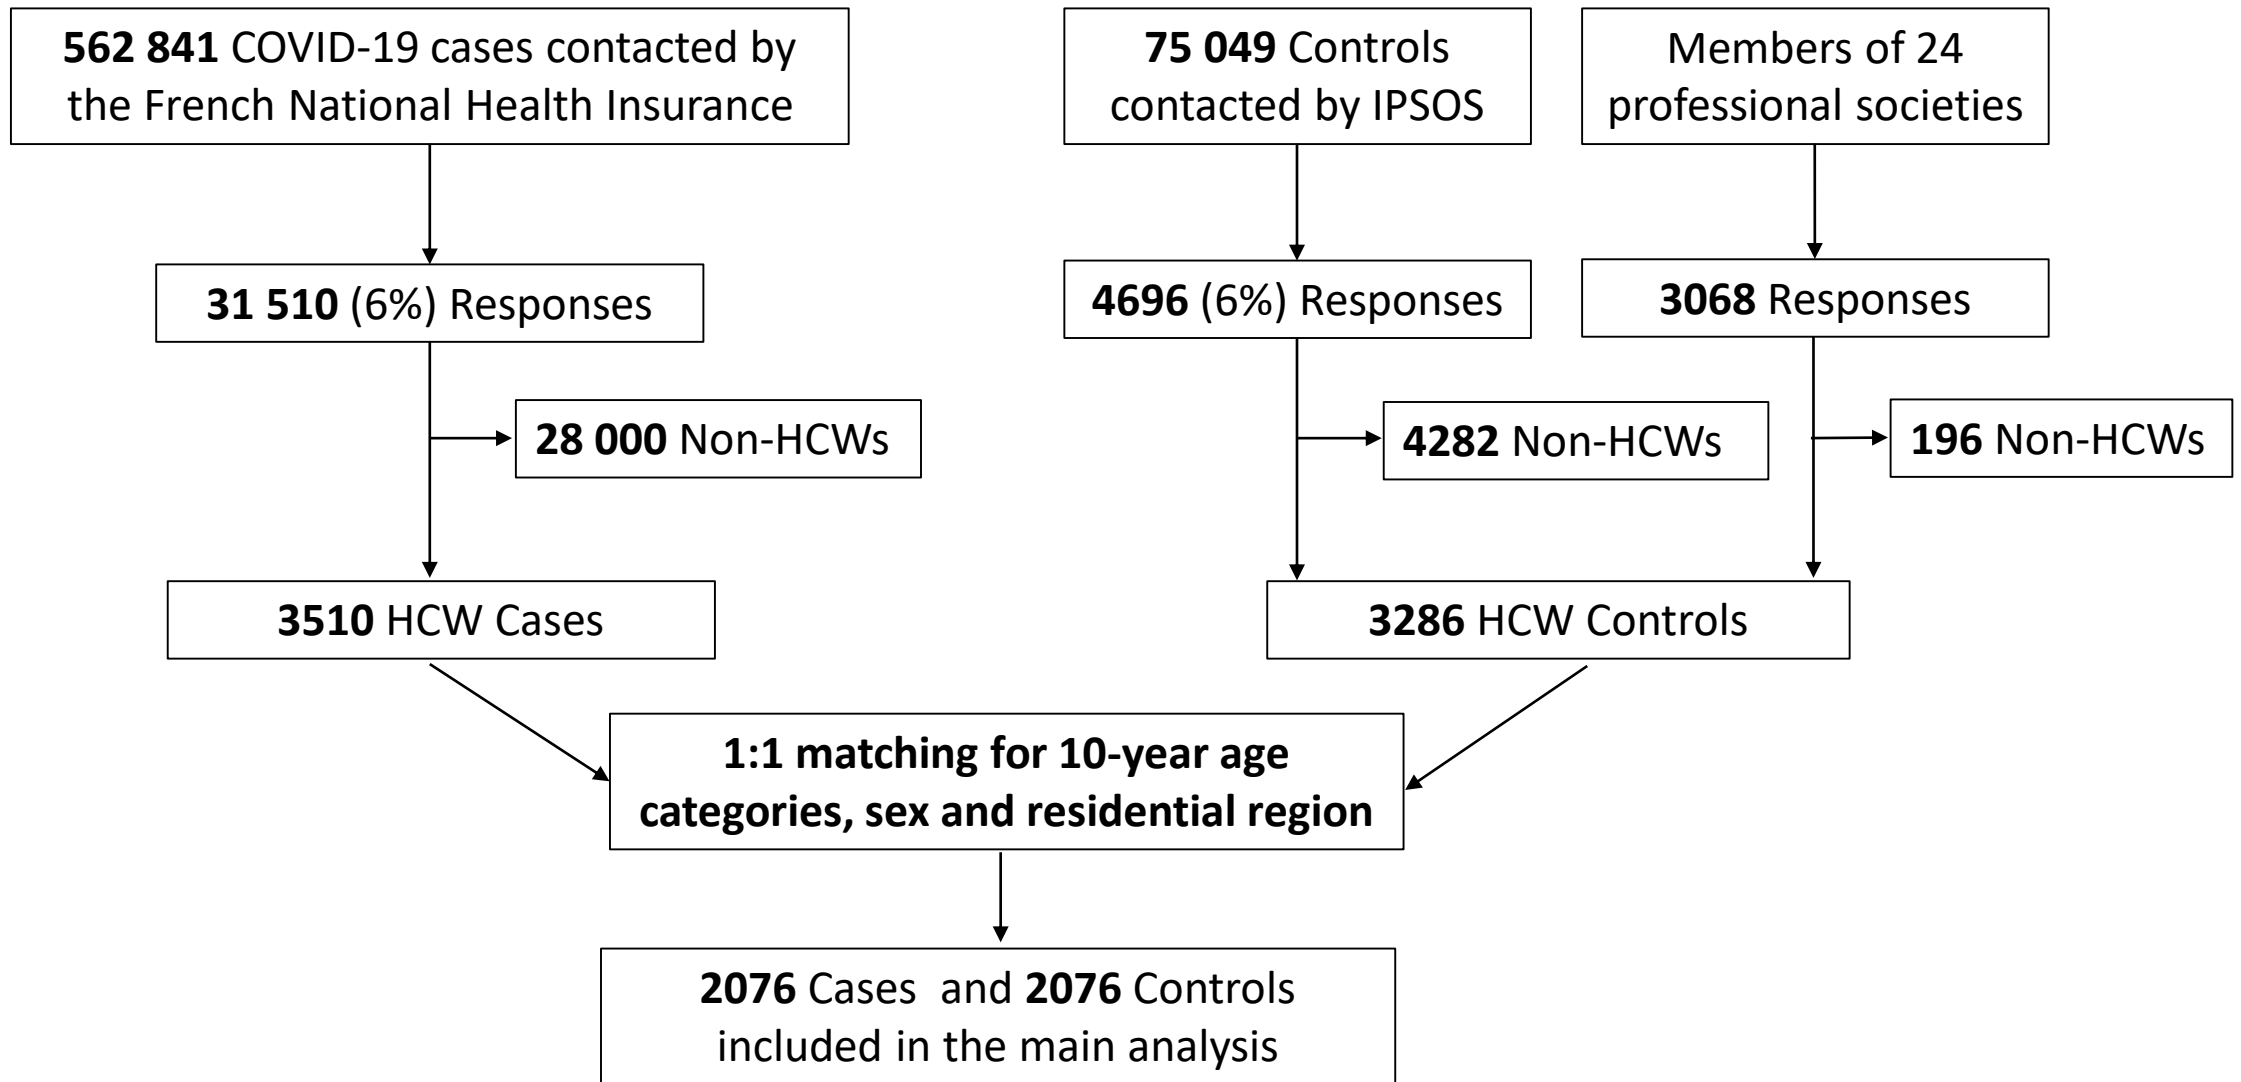 562 841 COVID-19 cases contacted by
the French National Health Insurance
75 049 Controls
contacted by IPSOS
Members of 24
professional societies
31 510 (6%) Responses
4696 (6%) Responses
3068 Responses
28 000 Non-HCWs
4282 Non-HCWs
196 Non-HCWs
3510 HCW Cases
3286 HCW Controls
1:1 matching for 10-year age
categories, sex and residential region
2076 Cases and 2076 Controls
included in the main analysis